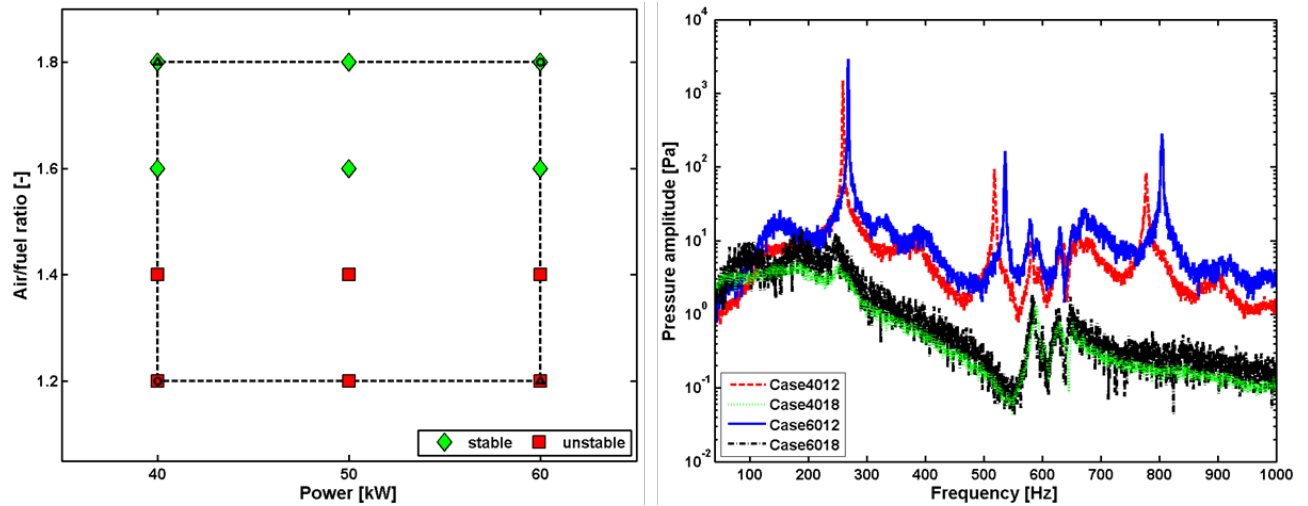 1.8
1.6
1.4
1.2
Air/fuel ratio [-]
stable
unstable
40
50
60
Power [kW]
10^4
10^3
10^2
10^1
10^0
10^-1
10^-2
Pressure amplitude [Pa]
Case4012
Case4018
Case6012
Case6018
100 200 300 400 500 600 700 800 900 1000
Frequency [Hz]